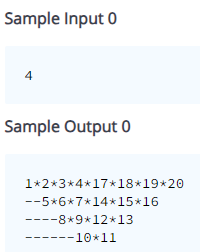 Sample Input 0
4
Sample Output 0
1*2*3*4*17*18*19*20
--5*6*7*14*15*16
----8*9*12*13
------10*11